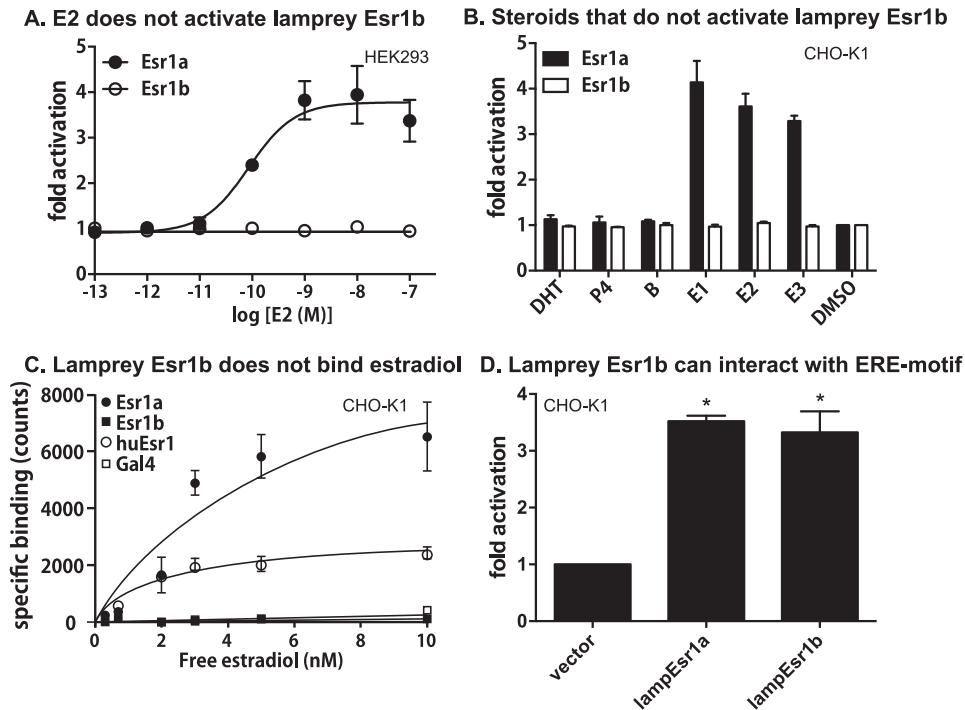 A. E2 does not activate lamprey Esr1b
HEK293
Esr1a
Esr1b
fold activation
5
4
3
2
1
0
-13 -12 -11 -10 -9 -8 -7
log [E2 (M)]
B. Steroids that do not activate lamprey Esr1b
CHO-K1
Esr1a
Esr1b
fold activation
5
4
3
2
1
0
DHT P4 B E1 E2 E3 DMSO
C. Lamprey Esr1b does not bind estradiol
CHO-K1
Esr1a
Esr1b
huEsr1
Gal4
specific binding (counts)
8000
6000
4000
2000
0
0 2 4 6 8 10
Free estradiol (nM)
D. Lamprey Esr1b can interact with ERE-motif
CHO-K1
* *
fold activation
4
3
2
1
0
vector lampEsr1a lampEsr1b